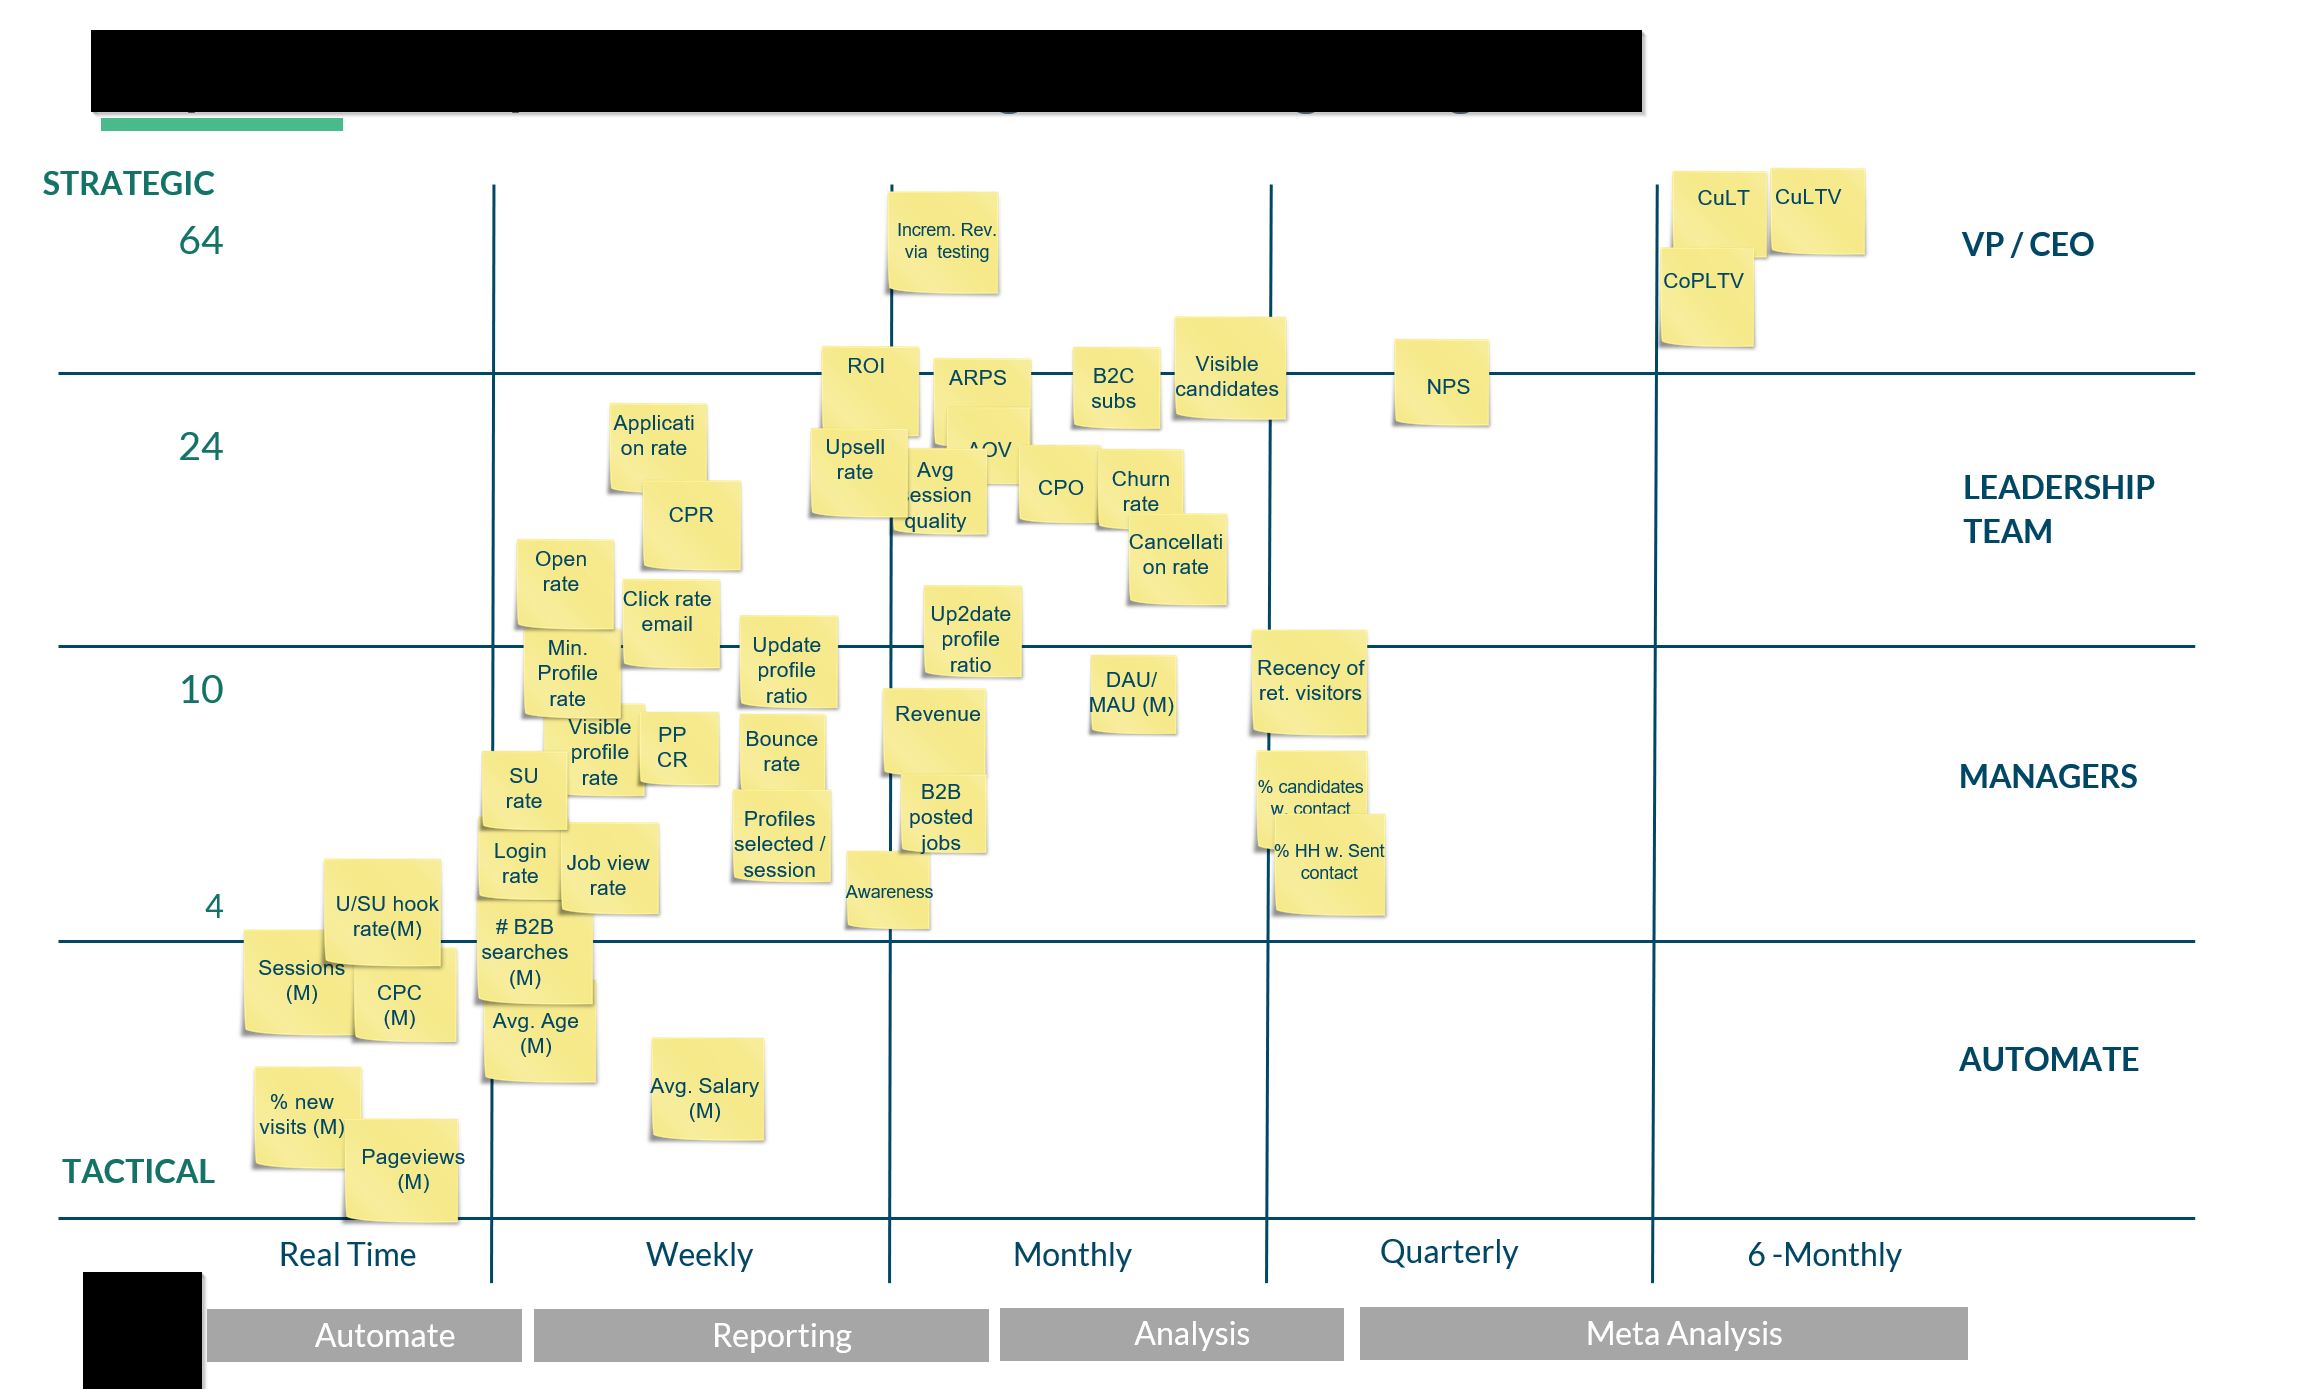 STRATEGIC
64
24
10
4
TACTICAL
Increm. Rev.
via testing
CuLT
CuLTV
CoPLTV
VP / CEO
ROI
ARPS
B2C
subs
Visible
candidates
NPS
Applicati
on rate
CPR
Upsell
rate
AOV
Avg
session
quality
CPO
Churn
rate
Cancellati
on rate
LEADERSHIP
TEAM
Open
rate
Click rate
email
Min.
Profile
rate
Update
profile
ratio
Up2date
profile
ratio
DAU/
MAU (M)
Recency of
ret. visitors
Visible
profile
rate
PP
CR
Bounce
rate
Revenue
SU
rate
Profiles
selected /
session
B2B
posted
jobs
% candidates
w. contact
% HH w. Sent
contact
MANAGERS
Login
rate
Job view
rate
Awareness
U/SU hook
rate(M)
# B2B
searches
(M)
Sessions
(M)
CPC
(M)
Avg. Age
(M)
Avg. Salary
(M)
% new
visits (M)
Pageviews
(M)
AUTOMATE
Real Time
Weekly
Monthly
Quarterly
6 -Monthly
Automate
Reporting
Analysis
Meta Analysis